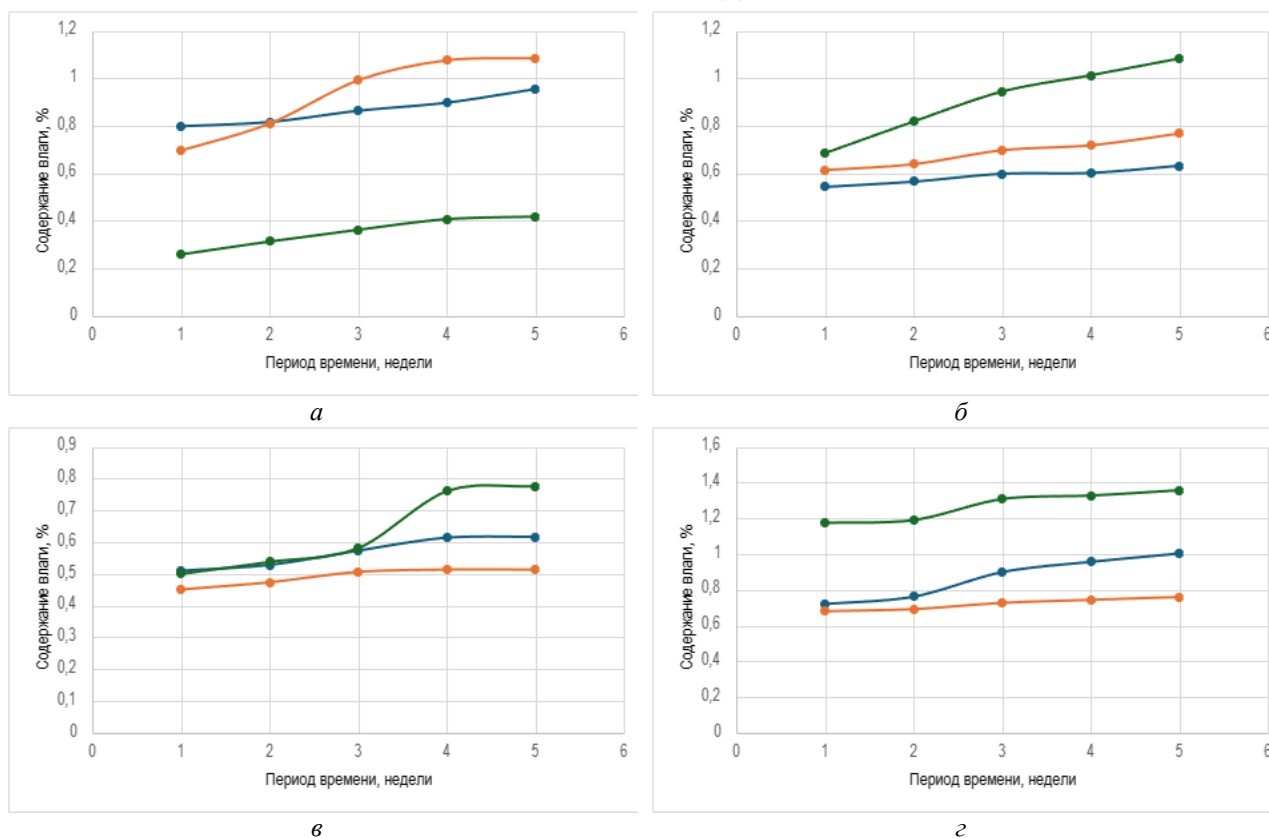 1,2
1
0,8
0,6
0,4
0,2
0
0 1 2 3 4 5 6
Содержание влаги, %
Период времени, недели
а
1,2
1
0,8
0,6
0,4
0,2
0
0 1 2 3 4 5 6
Содержание влаги, %
Период времени, недели
б
0,9
0,8
0,7
0,6
0,5
0,4
0,3
0,2
0,1
0
0 1 2 3 4 5 6
Содержание влаги, %
Период времени, недели
в
1,6
1,4
1,2
1
0,8
0,6
0,4
0,2
0
0 1 2 3 4 5 6
Содержание влаги, %
Период времени, недели
г